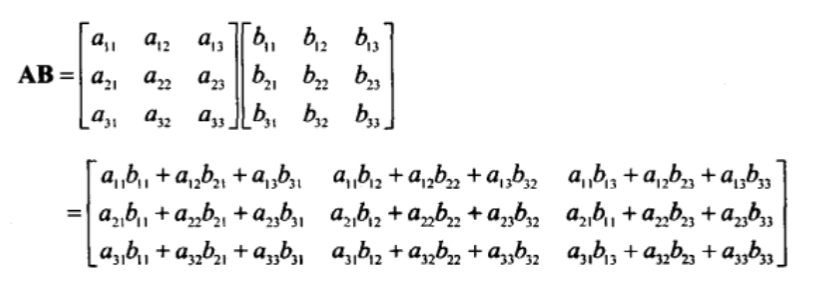 a₁₁ a₁₂ a₁₃ b₁₁ b₁₂ b₁₃
AB = a₂₁ a₂₂ a₂₃ b₂₁ b₂₂ b₂₃
a₃₁ a₃₂ a₃₃ b₃₁ b₃₂ b₃₃
a₁₁b₁₁ + a₁₂b₂₁ + a₁₃b₃₁ a₁₁b₁₂ + a₁₂b₂₂ + a₁₃b₃₂ a₁₁b₁₃ + a₁₂b₂₃ + a₁₃b₃₃
= a₂₁b₁₁ + a₂₂b₂₁ + a₂₃b₃₁ a₂₁b₁₂ + a₂₂b₂₂ + a₂₃b₃₂ a₂₁b₁₁ + a₂₂b₂₃ + a₂₃b₃₃
a₃₁b₁₁ + a₃₂b₂₁ + a₃₃b₃₁ a₃₁b₁₂ + a₃₂b₂₂ + a₃₃b₃₂ a₃₁b₁₃ + a₃₂b₂₃ + a₃₃b₃₃